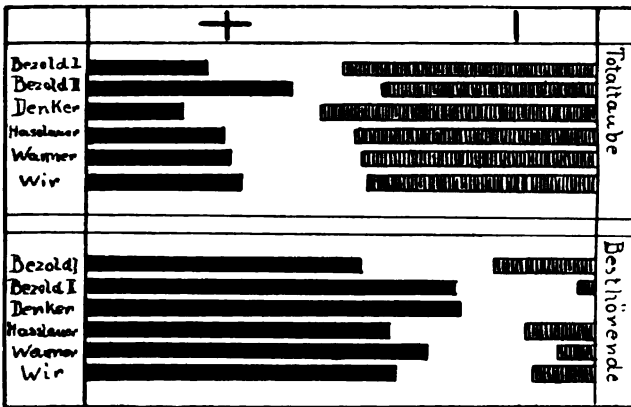 + |
Bezold I
Bezold II
Denker
Hasslauer
Wanner
Wir
Totaltaube
Bezold I
Bezold II
Denker
Hasslauer
Wanner
Wir
Besthörende